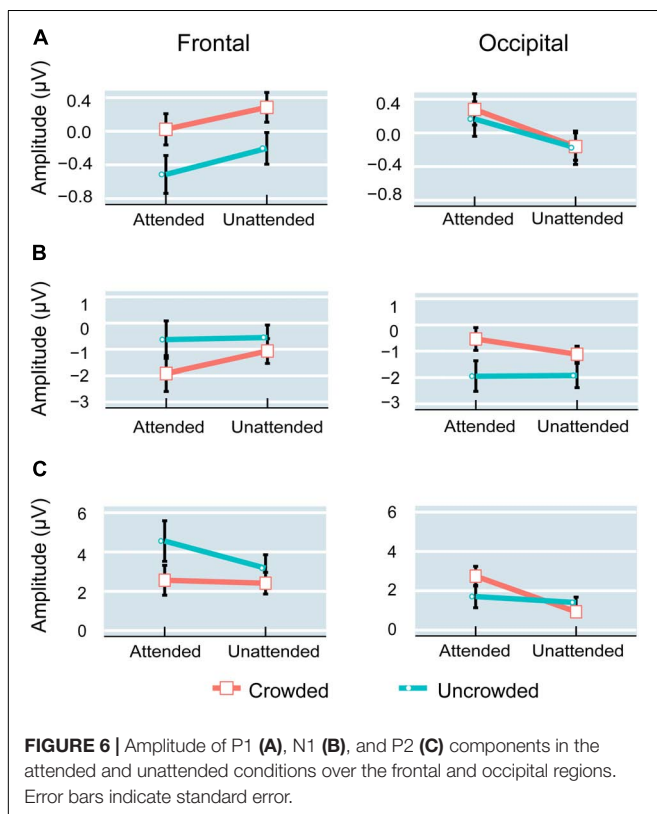 A
Frontal
Occipital
Amplitude (µV)
0.4
0.0
−0.4
−0.8
Attended
Unattended
0.4
0.0
−0.4
−0.8
Attended
Unattended
B
Amplitude (µV)
1
0
−1
−2
−3
Attended
Unattended
1
0
−1
−2
−3
Attended
Unattended
C
Amplitude (µV)
6
4
2
0
Attended
Unattended
6
4
2
0
Attended
Unattended
Crowded
Uncrowded
FIGURE 6 | Amplitude of P1 (A), N1 (B), and P2 (C) components in the
attended and unattended conditions over the frontal and occipital regions.
Error bars indicate standard error.